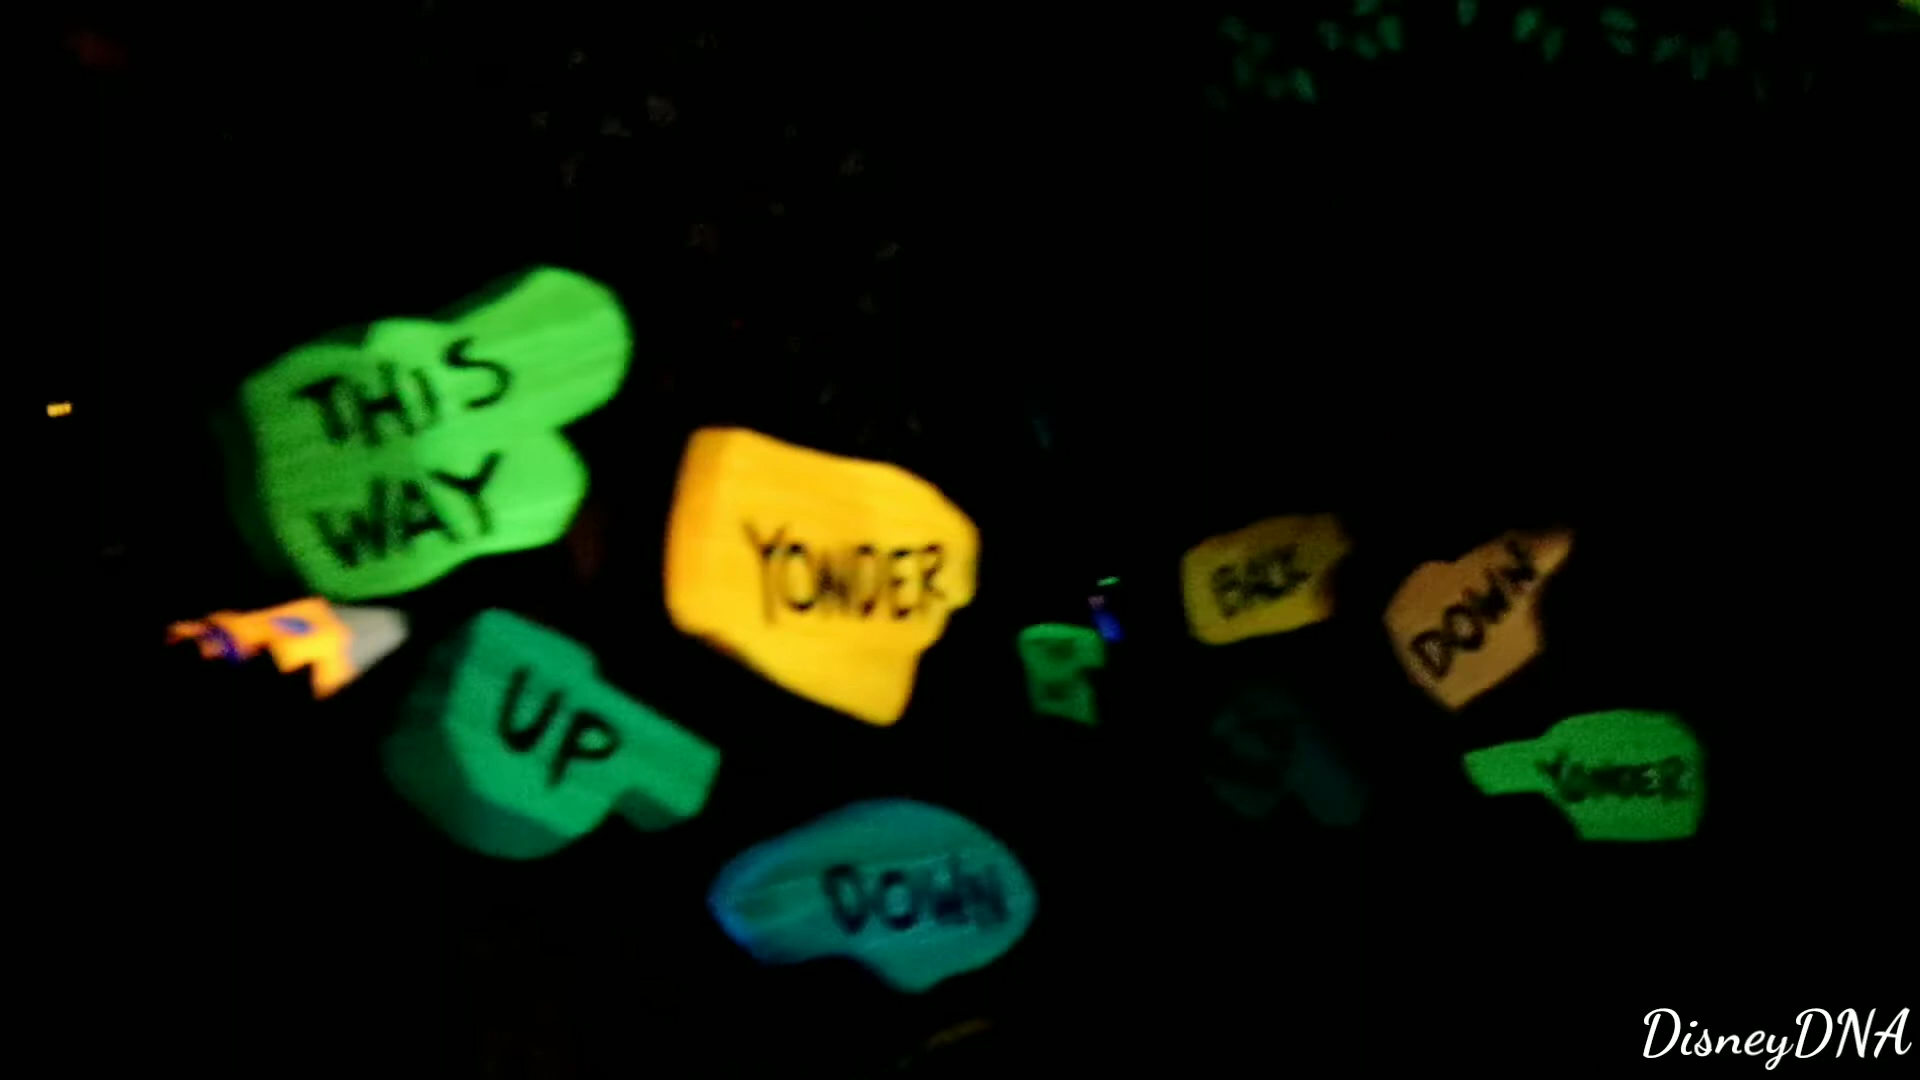 THIS
WAY
YONDER
UP
DOWN
BACK
DOWN
YONDER
DisneyDNA